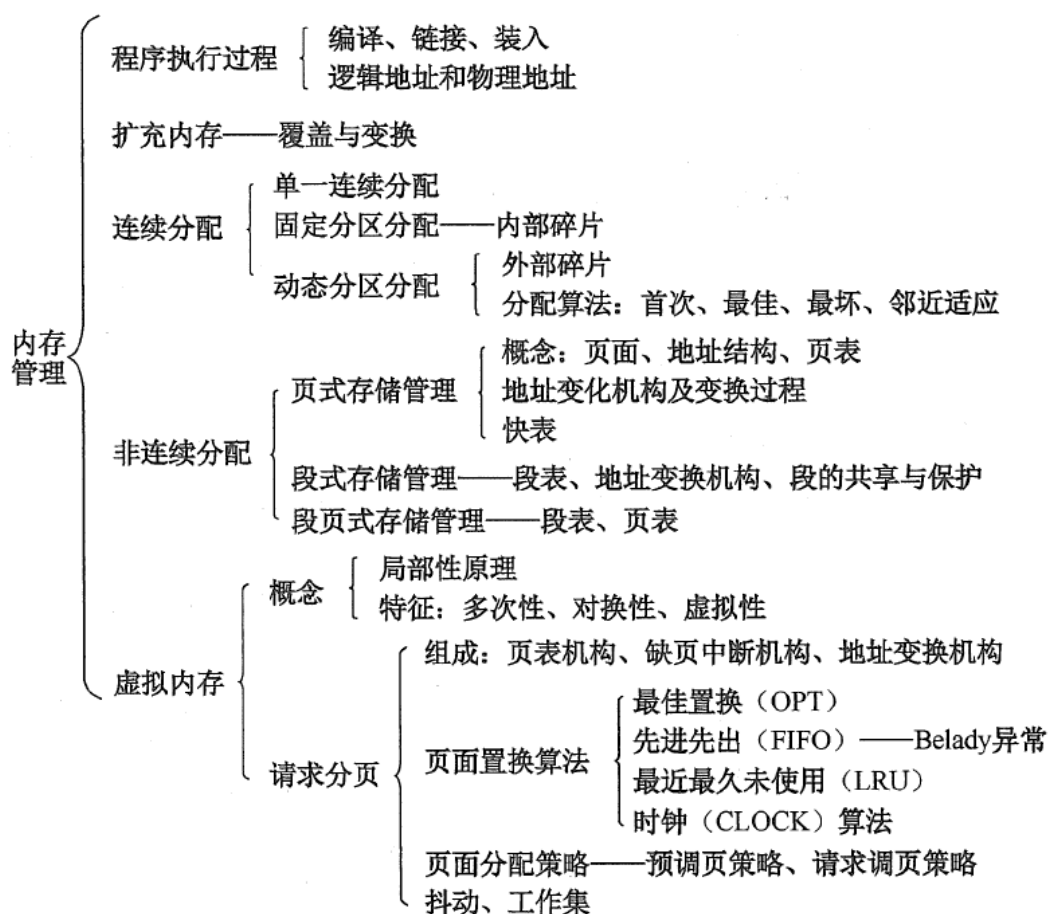 内存
管理
程序执行过程
编译、链接、装入
逻辑地址和物理地址
扩充内存——覆盖与变换
连续分配
单一连续分配
固定分区分配——内部碎片
动态分区分配
外部碎片
分配算法：首次、最佳、最坏、邻近适应
非连续分配
页式存储管理
概念：页面、地址结构、页表
地址变化机构及变换过程
快表
段式存储管理——段表、地址变换机构、段的共享与保护
段页式存储管理——段表、页表
虚拟内存
概念
局部性原理
特征：多次性、对换性、虚拟性
请求分页
组成：页表机构、缺页中断机构、地址变换机构
页面置换算法
最佳置换（OPT）
先进先出（FIFO）——Belady异常
最近最久未使用（LRU）
时钟（CLOCK）算法
页面分配策略——预调页策略、请求调页策略
抖动、工作集